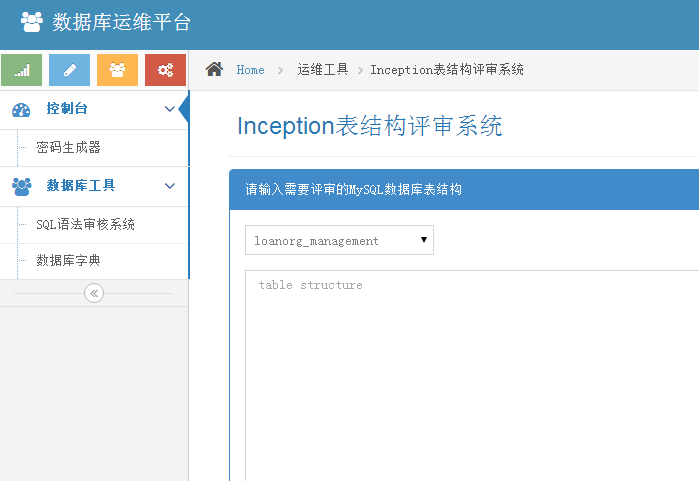 数据库运维平台
Home > 运维工具 > Inception表结构评审系统
控制台
密码生成器
数据库工具
SQL语法审核系统
数据库字典
Inception表结构评审系统
请输入需要评审的MySQL数据库表结构
loanorg_management
table structure